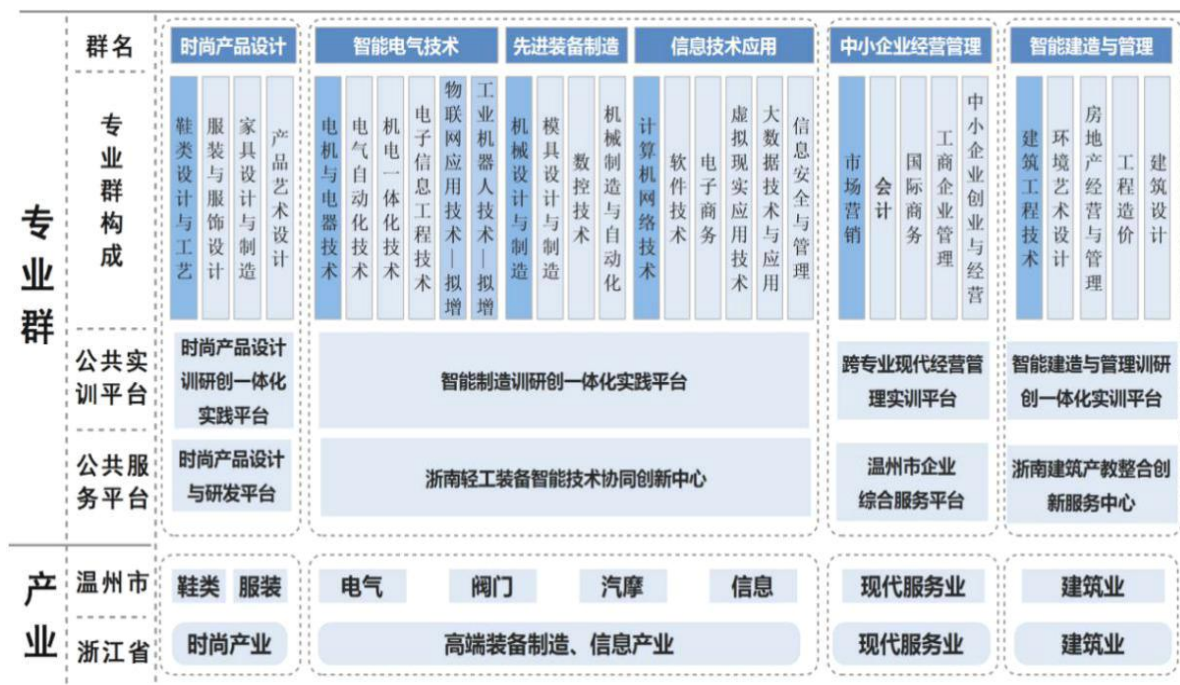 群名
时尚产品设计
智能电气技术
先进装备制造
信息技术应用
中小企业经营管理
智能建造与管理
专业群
专业群构成
鞋类设计与工艺
服装与服饰设计
家具设计与制造
产品艺术设计
电机与电器技术
电气自动化技术
机电一体化技术
电子信息工程技术
物联网应用技术—拟增
工业机器人技术—拟增
机械设计与制造
模具设计与制造
数控技术
机械制造与自动化
计算机网络技术
软件技术
电子商务
虚拟现实应用技术
大数据技术与应用
信息安全与管理
市场营销
会计
国际商务
工商企业管理
中小企业创业与经营
建筑工程技术
环境艺术设计
房地产经营与管理
工程造价
建筑设计
公共实
训平台
时尚产品设计
训研创一体化
实践平台
智能制造训研创一体化实践平台
跨专业现代经营管
理实训平台
智能建造与管理训研
创一体化实训平台
公共服
务平台
时尚产品设计
与研发平台
浙南轻工装备智能技术协同创新中心
温州市企业
综合服务平台
浙南建筑产教整合创
新服务中心
产业
温州市
鞋类
服装
电气
阀门
汽摩
信息
现代服务业
建筑业
浙江省
时尚产业
高端装备制造、信息产业
现代服务业
建筑业